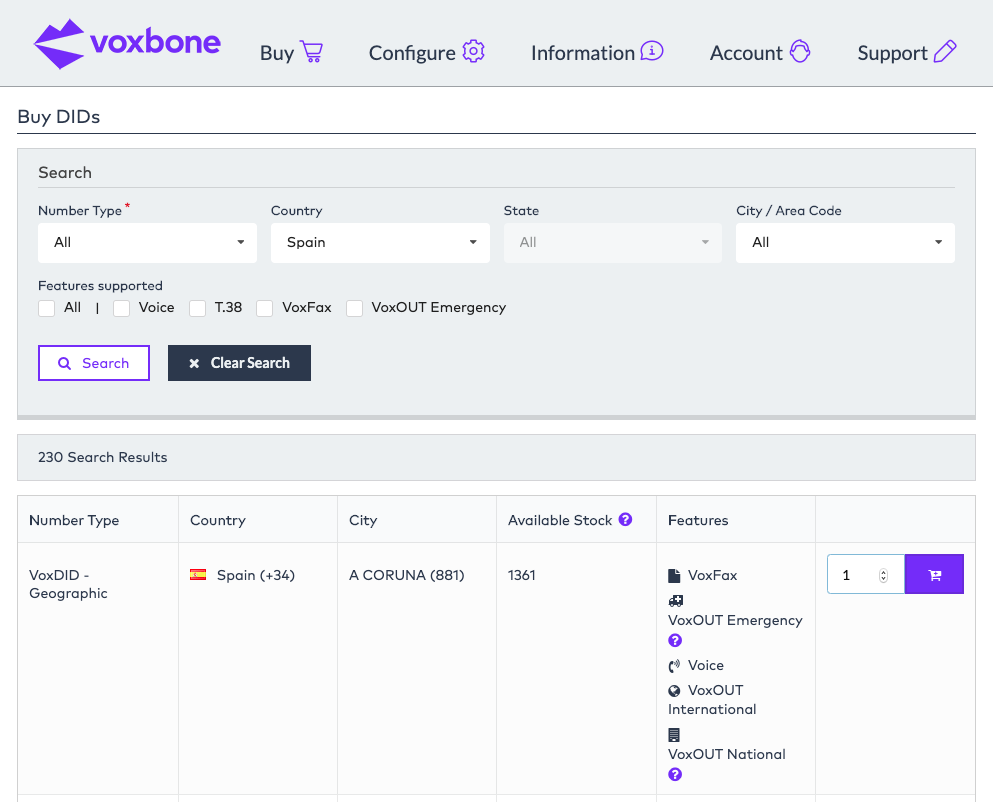 voxbone
Buy Configure Information Account Support
Buy DIDs
Search
Number Type * Country State City / Area Code
All Spain All All
Features supported
All | Voice T.38 VoxFax VoxOUT Emergency
Search Clear Search
230 Search Results
Number Type Country City Available Stock ? Features
VoxDID - Spain (+34) A CORUNA (881) 1361 VoxFax 1
Geographic
VoxOUT Emergency
?
Voice
VoxOUT
International
VoxOUT National
?